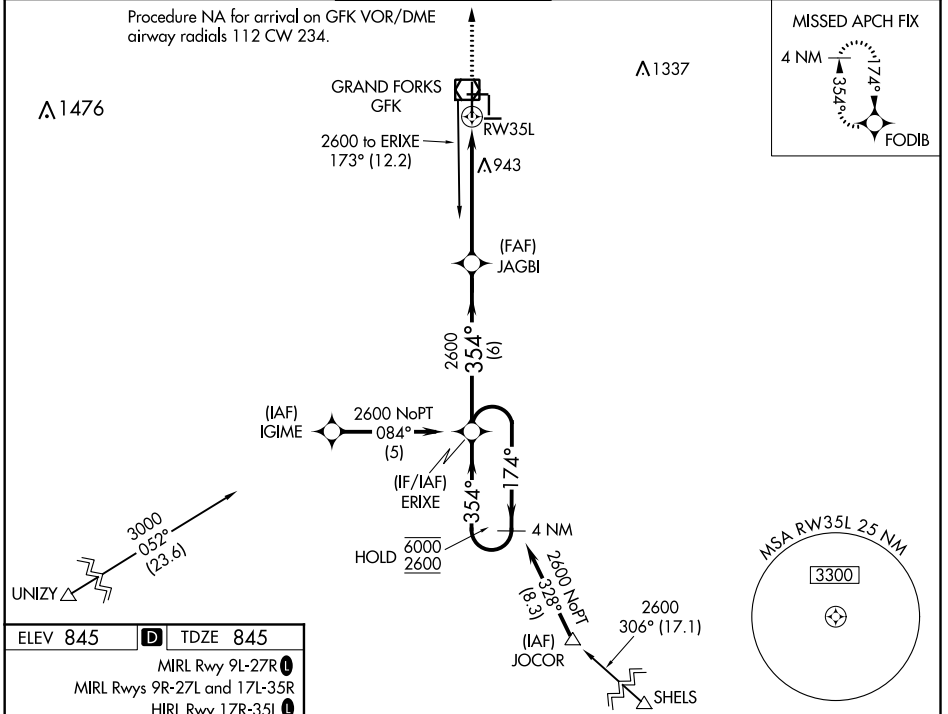 Procedure NA for arrival on GFK VOR/DME
airway radials 112 CW 234.
MISSED APCH FIX
4 NM
174°
354°
FODIB
1337
1476
GRAND FORKS
GFK
RW35L
2600 to ERIXE
173° (12.2)
943
(FAF)
JAGBI
2600
354°
(6)
(IAF)
IGIME
2600 NoPT
084°
(5)
(IF/IAF)
ERIXE
354°
174°
4 NM
HOLD 6000
2600
3000
052°
(23.6)
UNIZY
2600 NoPT
328°
(8.3)
(IAF)
JOCOR
2600
306° (17.1)
SHELS
MSA RW35L 25 NM
3300
ELEV 845 D TDZE 845
MIRL Rwy 9L-27R L
MIRL Rwys 9R-27L and 17L-35R
HIRL Rwy 17R-35L L